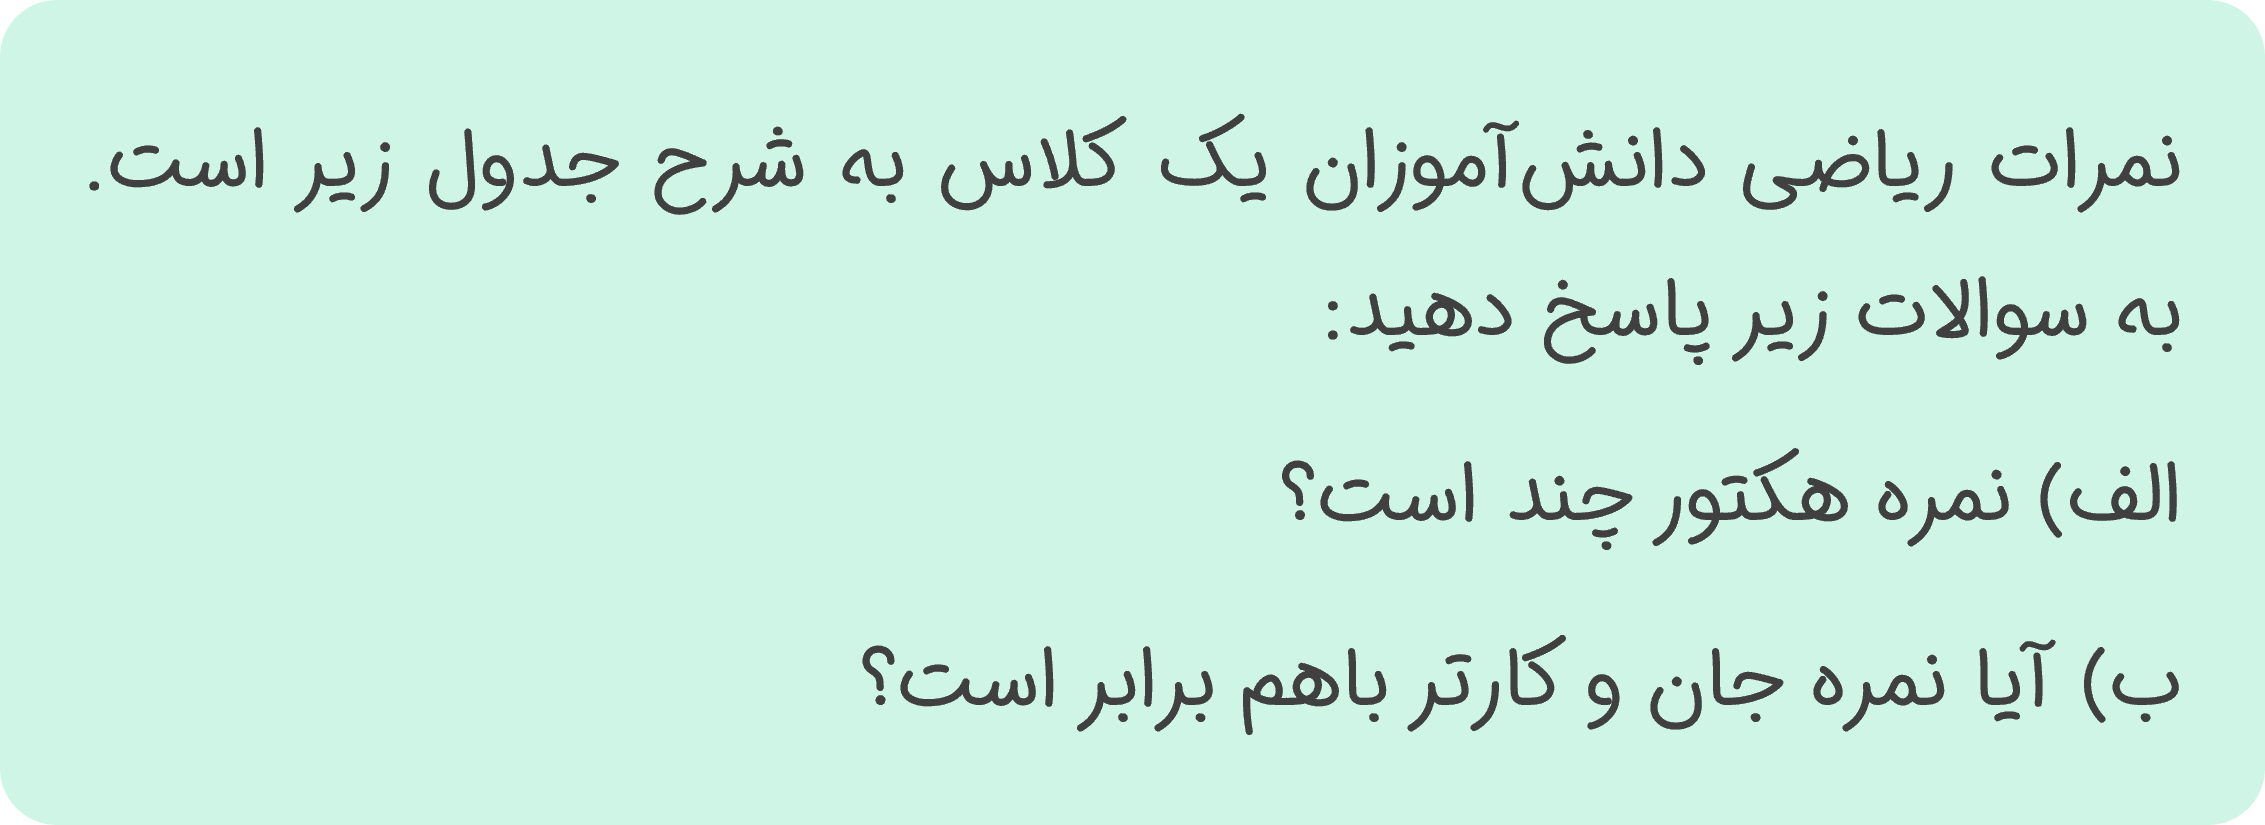 نمرات ریاضی دانش‌آموزان یک کلاس به شرح جدول زیر است.
به سوالات زیر پاسخ دهید:
الف) نمره هکتور چند است؟
ب) آیا نمره جان و کارتر باهم برابر است؟